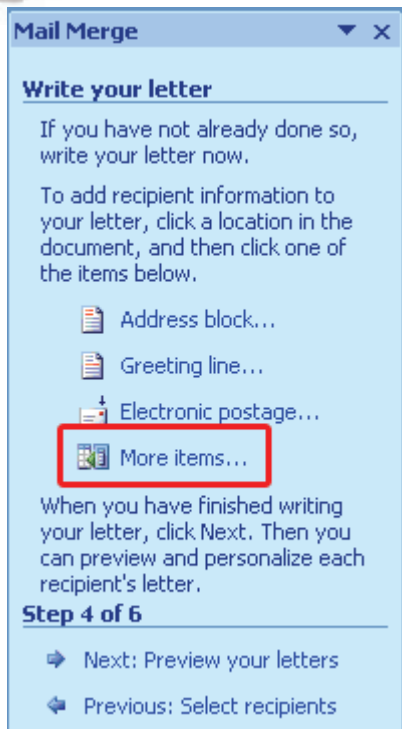 Mail Merge
Write your letter
If you have not already done so,
write your letter now.
To add recipient information to
your letter, click a location in the
document, and then click one of
the items below.
Address block...
Greeting line...
Electronic postage...
More items...
When you have finished writing
your letter, click Next. Then you
can preview and personalize each
recipient's letter.
Step 4 of 6
Next: Preview your letters
Previous: Select recipients